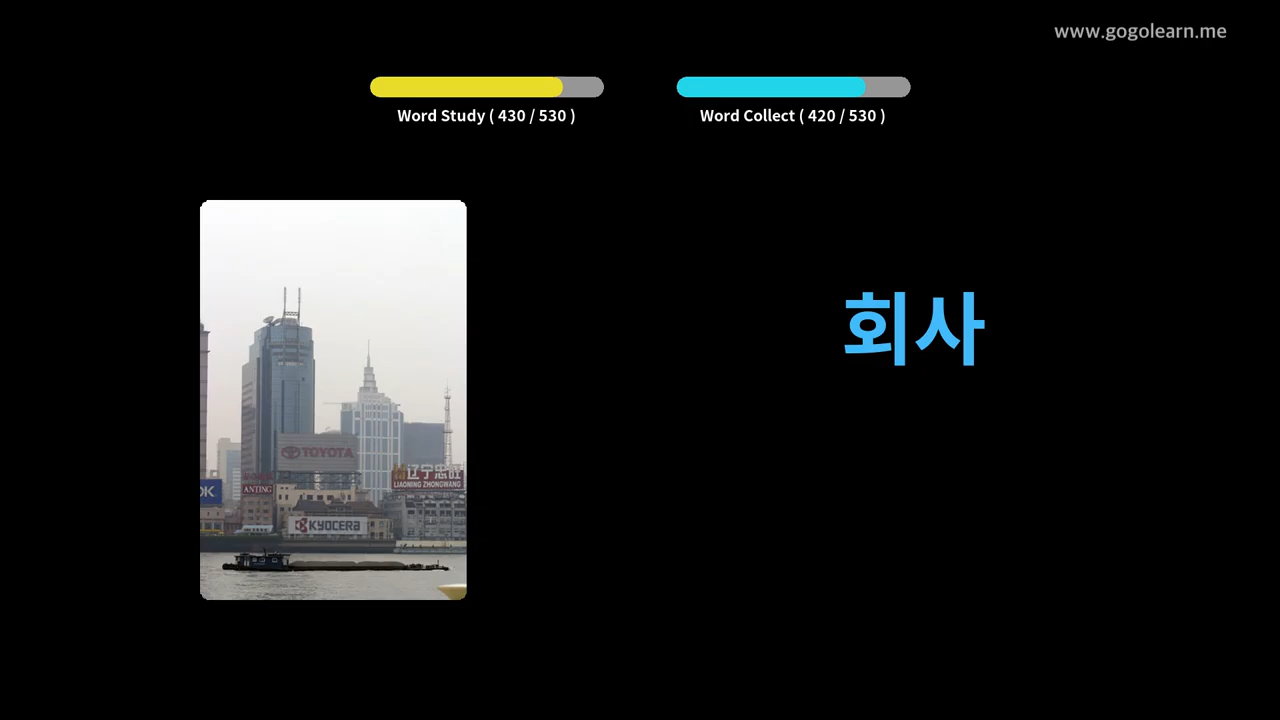 www.gogolearn.me
Word Study ( 430 / 530 )
Word Collect ( 420 / 530 )
회사
TOYOTA
辽宁忠旺
LIAONING ZHONGWANG
OK
ANTING
KYOCERA